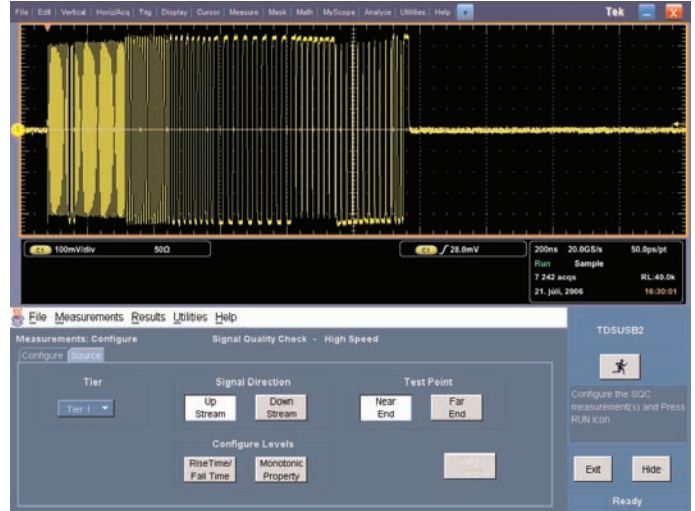 File Edit Vertical Horiz/Acq Trig Display Cursor Measure Mask Math MyScope Analyze Utilities Help Tek
1
C1 100mV/div 50Ω
C1 28.0mV
200ns 20.0GS/s 50.0ps/pt
Run Sample
7 242 acqs RL:40.0k
21. júlí, 2006 16:30:01
File Measurements Results Utilities Help
TDSUSB2
Measurements: Configure Signal Quality Check - High Speed
Configure Source
Tier Signal Direction Test Point
Tier 1
Up Stream
Down Stream
Near End
Far End
Configure the SQC measurement(s) and Press RUN icon.
Configure Levels
RiseTime/ Fall Time
Monotonic Property
Exit Hide
Ready